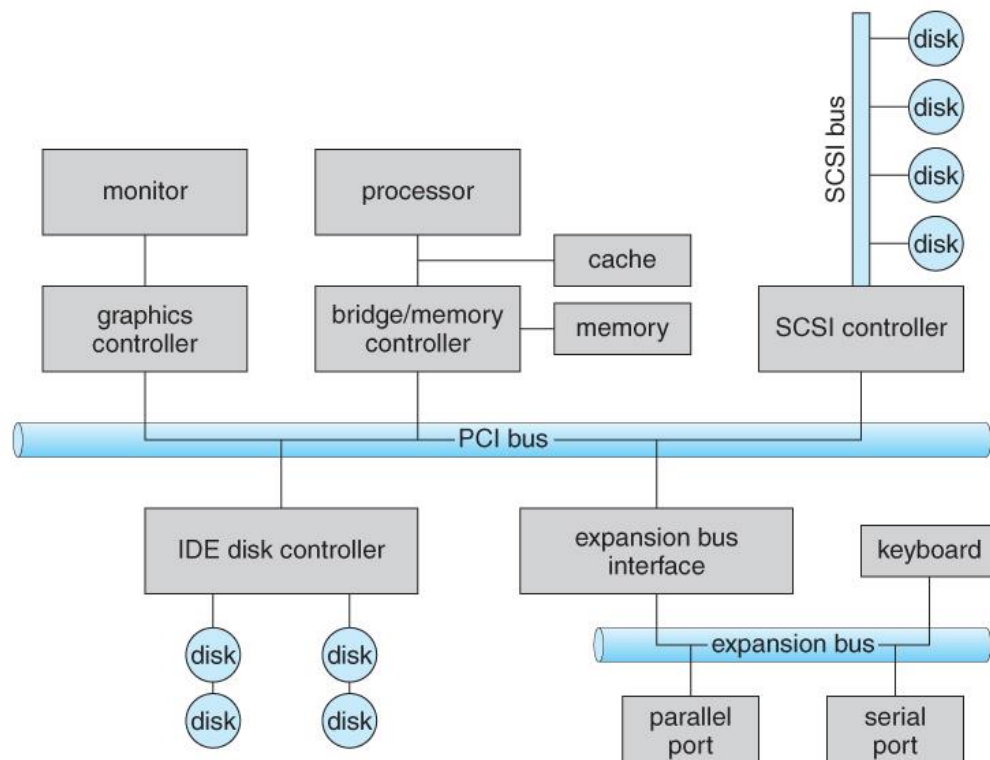 disk
disk
disk
disk
SCSI bus
monitor
processor
cache
graphics
controller
bridge/memory
controller
memory
SCSI controller
PCI bus
IDE disk controller
expansion bus
interface
keyboard
disk
disk
disk
disk
expansion bus
parallel
port
serial
port